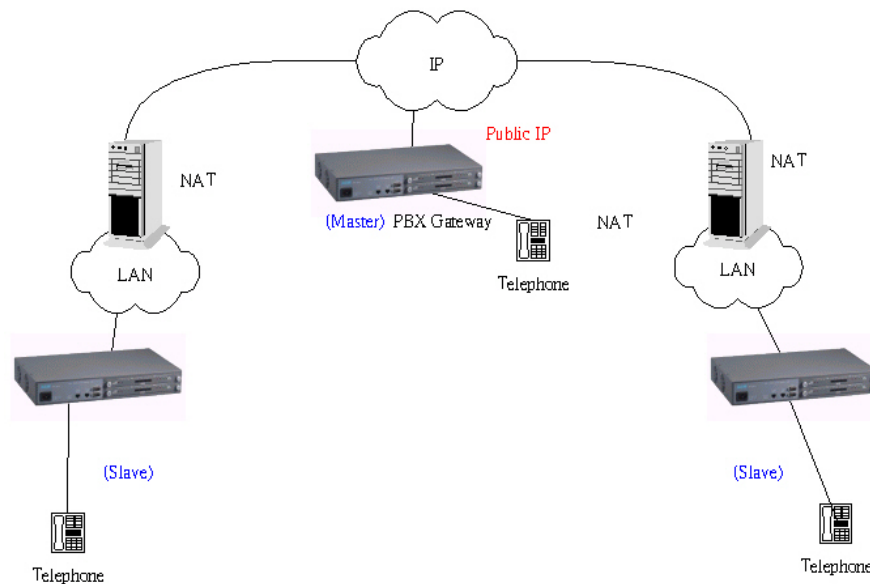 IP
Public IP
NAT
NAT
(Master) PBX Gateway
NAT
LAN
Telephone
LAN
(Slave)
(Slave)
Telephone
Telephone